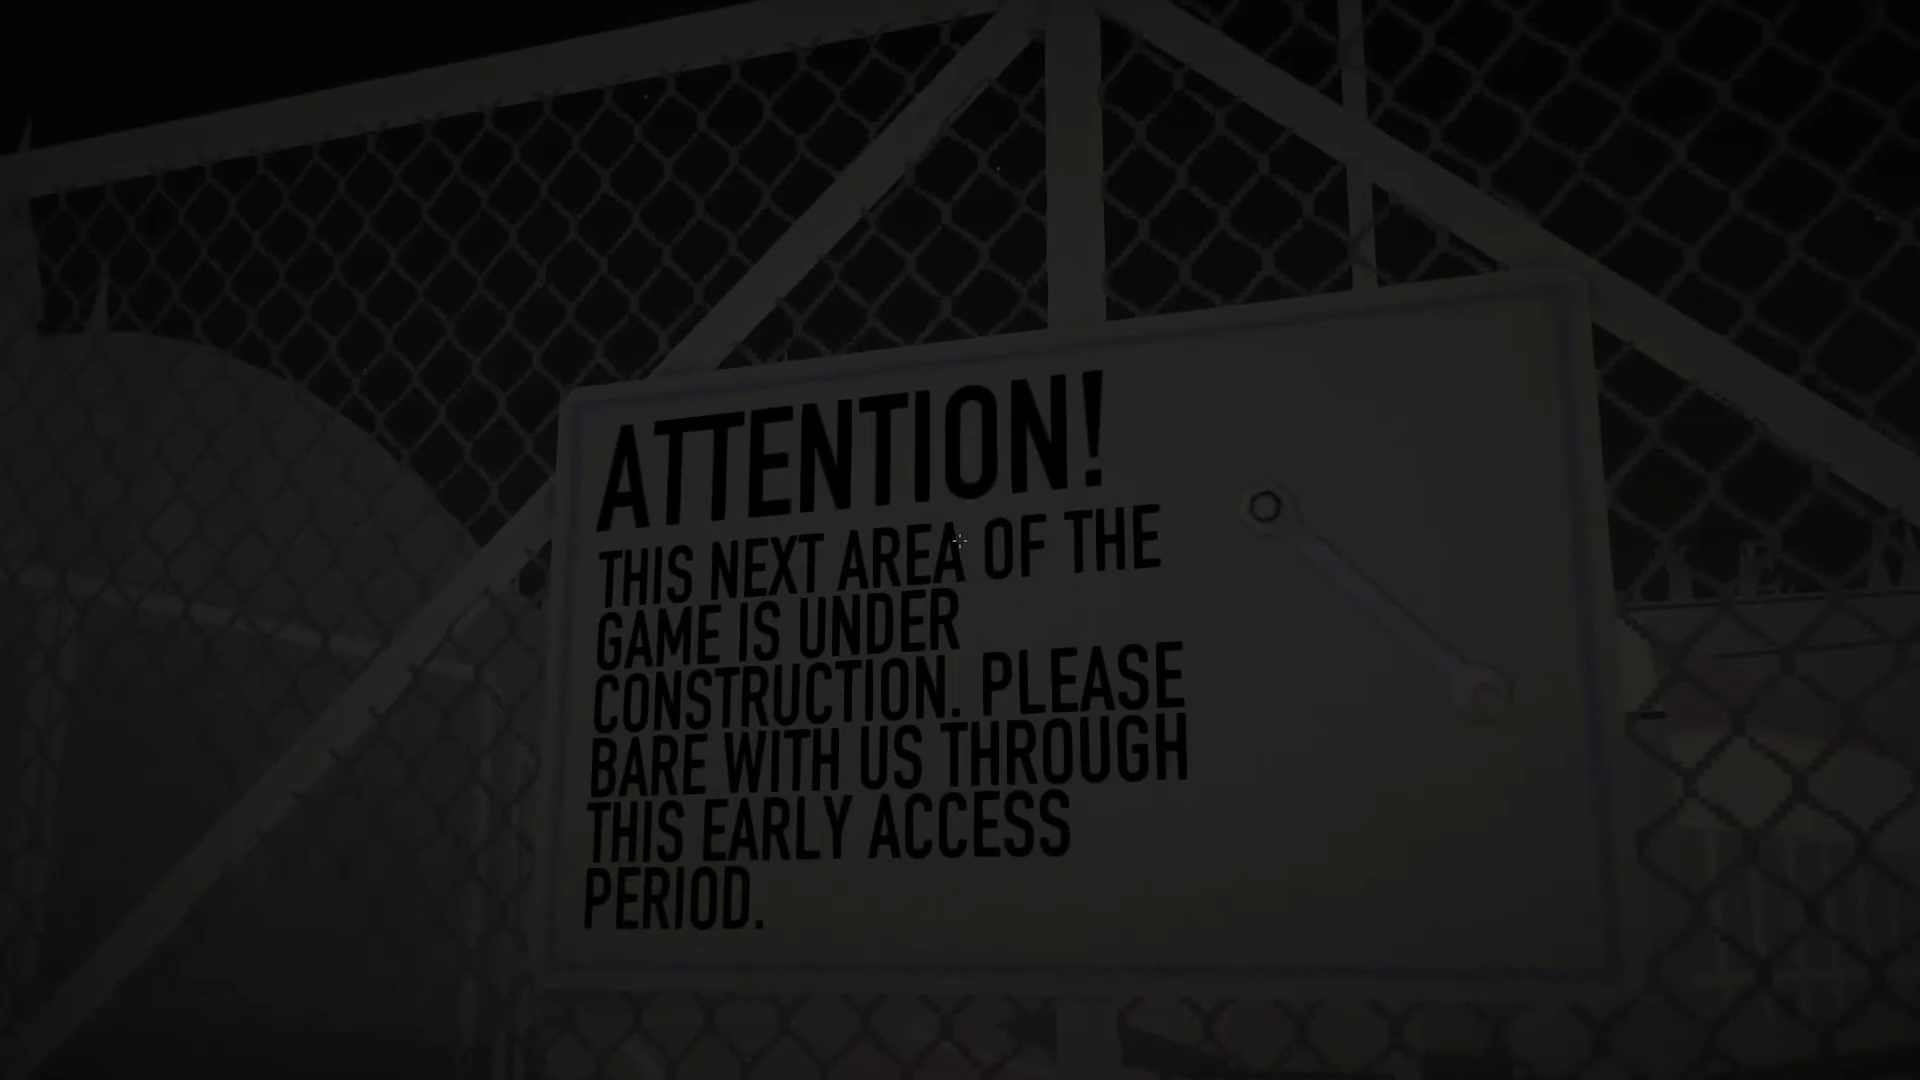 ATTENTION!
THIS NEXT AREA OF THE
GAME IS UNDER
CONSTRUCTION. PLEASE
BARE WITH US THROUGH
THIS EARLY ACCESS
PERIOD.